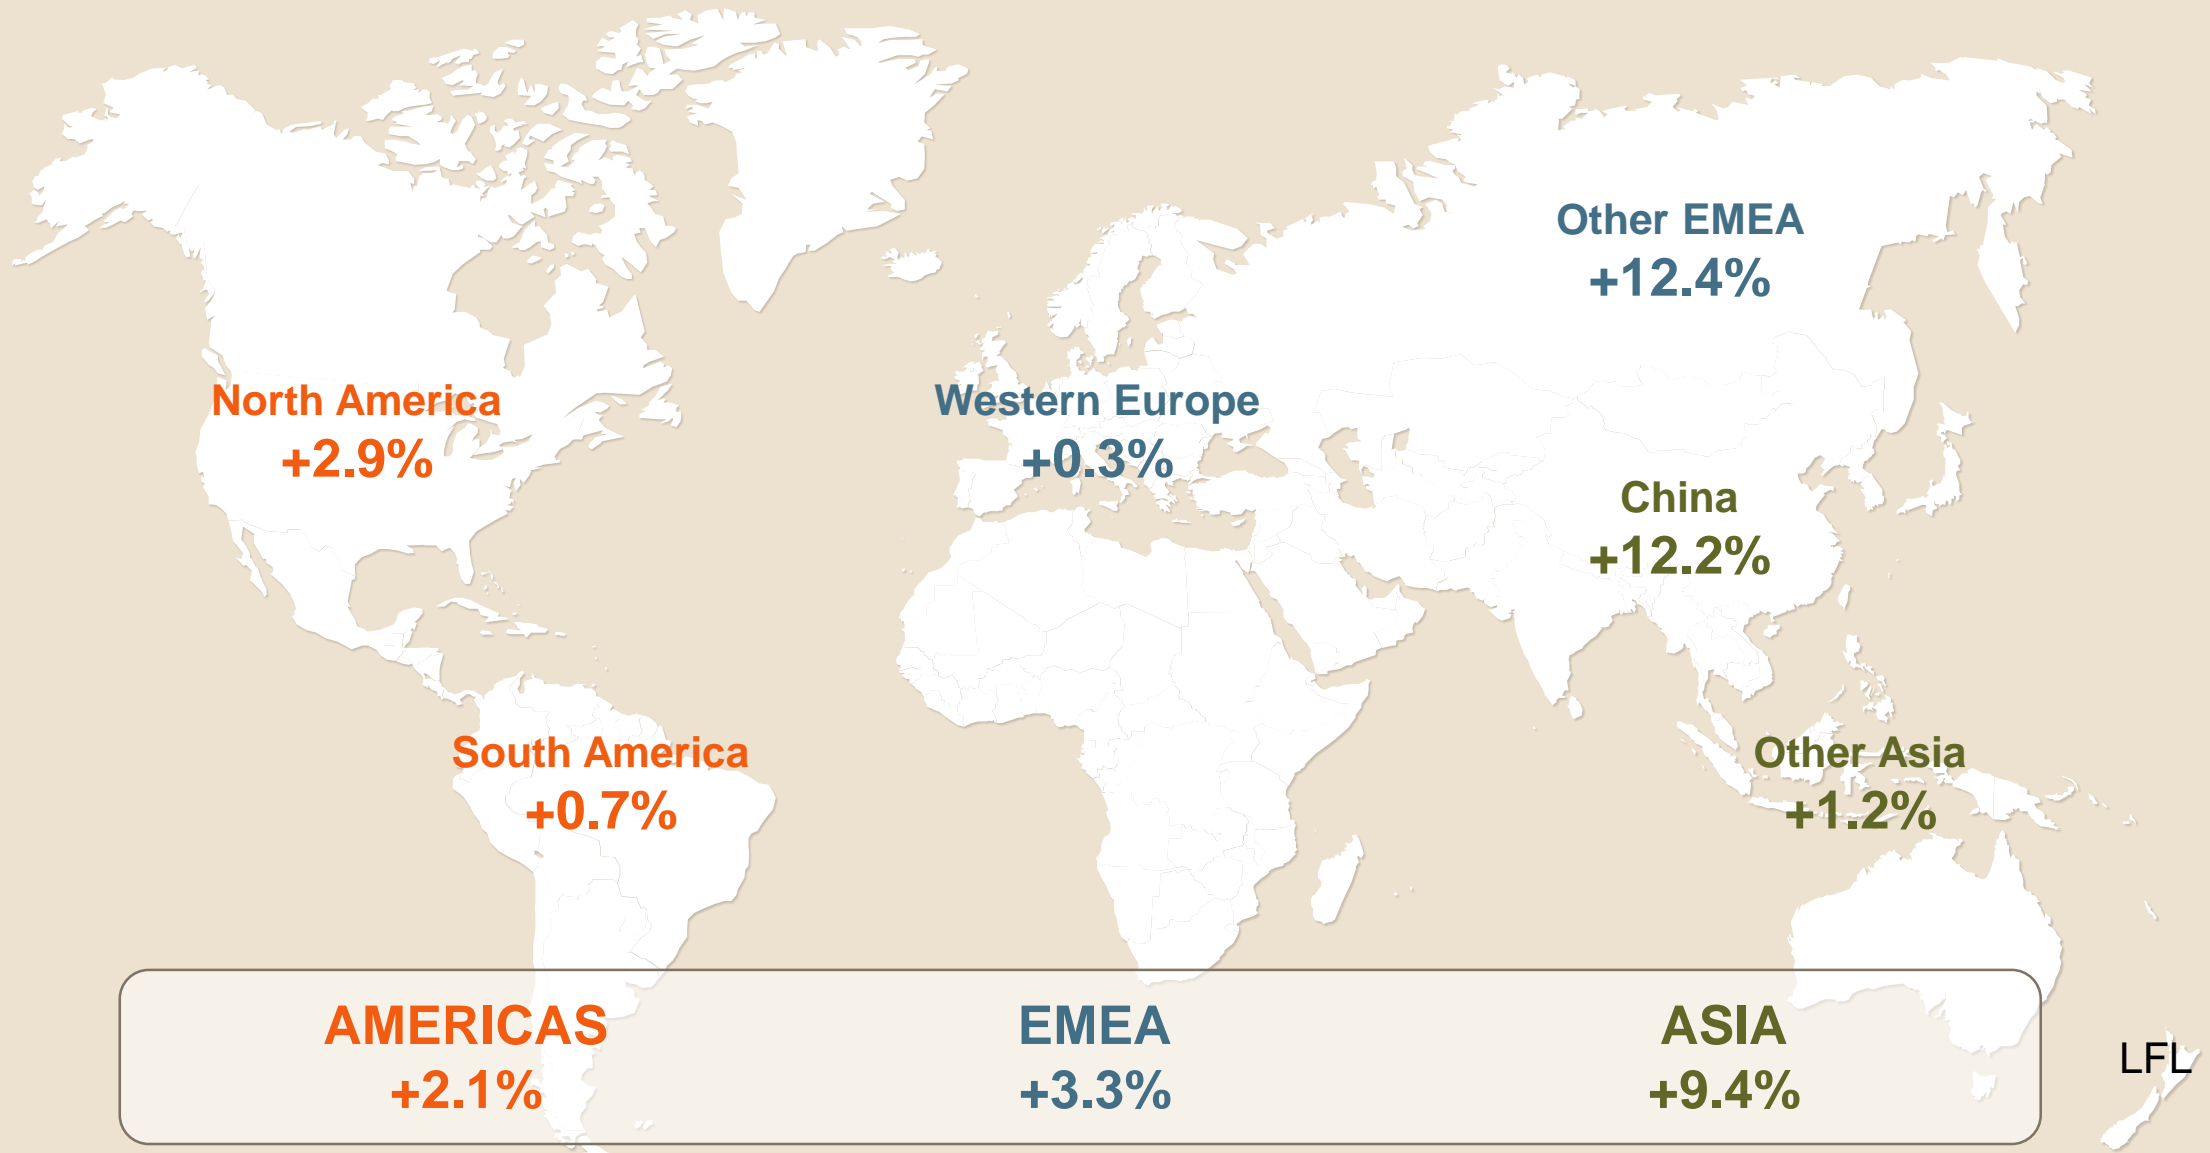 Other EMEA
+12.4%
North America
+2.9%
Western Europe
+0.3%
China
+12.2%
South America
+0.7%
Other Asia
+1.2%
AMERICAS
+2.1%
EMEA
+3.3%
ASIA
+9.4%
LFL